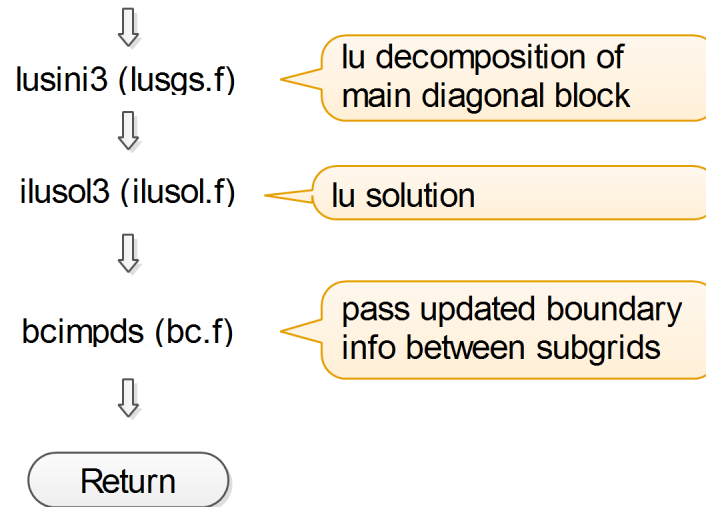 lusini3 (lusgs.f)
lu decomposition of
main diagonal block
ilusol3 (ilusol.f)
lu solution
bcimpds (bc.f)
pass updated boundary
info between subgrids
Return